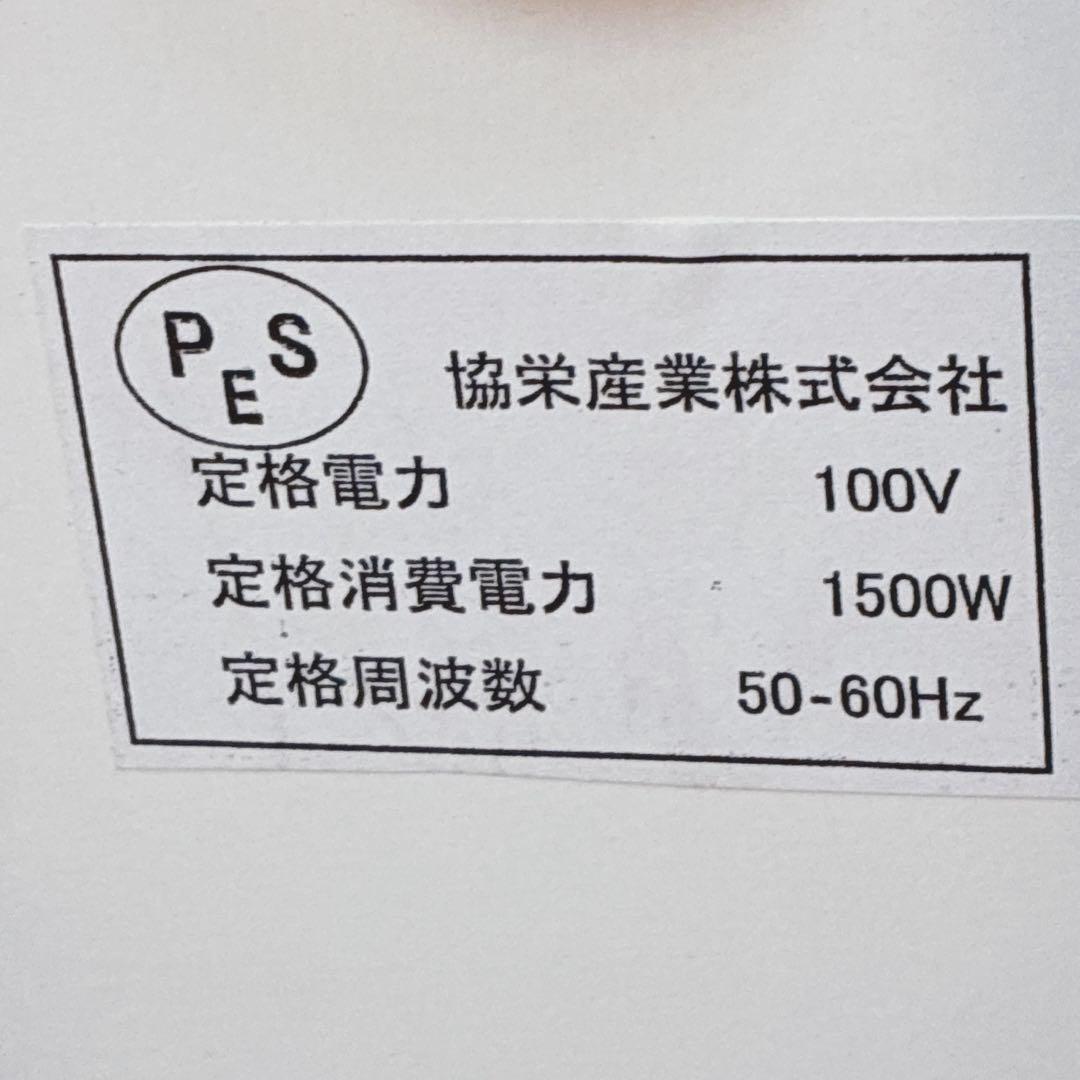 PSE
協栄産業株式会社
定格電力 100V
定格消費電力 1500W
定格周波数 50-60Hz